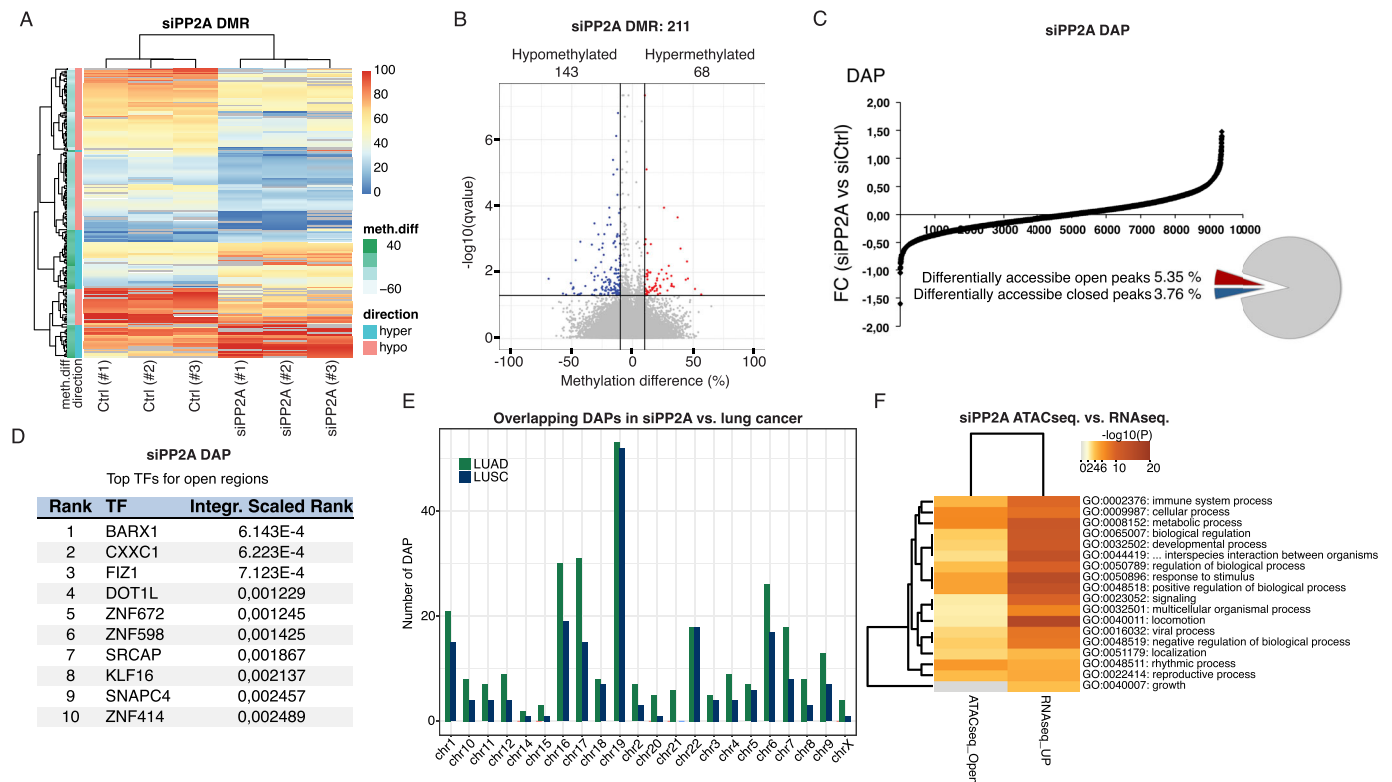 A
siPP2A DMR
100
80
60
40
20
0
meth.diff
40
−60
direction
hyper
hypo
meth.diff
direction
Ctrl (#1)
Ctrl (#2)
Ctrl (#3)
siPP2A (#1)
siPP2A (#2)
siPP2A (#3)
B
siPP2A DMR: 211
Hypomethylated
143
Hypermethylated
68
-log10(qvalue)
6
4
2
0
-100
-50
0
50
100
Methylation difference (%)
C
siPP2A DAP
DAP
FC (siPP2A vs siCtrl)
2,00
1,50
1,00
0,50
0,00
-0,50
-1,00
-1,50
-2,00
1000 2000 3000 4000 5000 6000 7000 8000 9000 10000
Differentially accessibe open peaks 5.35 %
Differentially accessibe closed peaks 3.76 %
D
siPP2A DAP
Top TFs for open regions
Rank TF Integr. Scaled Rank
1 BARX1 6.143E-4
2 CXXC1 6.223E-4
3 FIZ1 7.123E-4
4 DOT1L 0,001229
5 ZNF672 0,001245
6 ZNF598 0,001425
7 SRCAP 0,001867
8 KLF16 0,002137
9 SNAPC4 0,002457
10 ZNF414 0,002489
E
Overlapping DAPs in siPP2A vs. lung cancer
LUAD
LUSC
Number of DAP
40
20
0
chr1
chr10
chr11
chr12
chr14
chr15
chr16
chr17
chr18
chr19
chr2
chr20
chr21
chr22
chr3
chr4
chr5
chr6
chr7
chr8
chr9
chrX
F
siPP2A ATACseq. vs. RNAseq.
-log10(P)
0246 10 20
GO:0002376: immune system process
GO:0009987: cellular process
GO:0008152: metabolic process
GO:0065007: biological regulation
GO:0032502: developmental process
GO:0044419: ... interspecies interaction between organisms
GO:0050789: regulation of biological process
GO:0050896: response to stimulus
GO:0048518: positive regulation of biological process
GO:0023052: signaling
GO:0032501: multicellular organismal process
GO:0040011: locomotion
GO:0016032: viral process
GO:0048519: negative regulation of biological process
GO:0051179: localization
GO:0048511: rhythmic process
GO:0022414: reproductive process
GO:0040007: growth
ATACseq_Open
RNAseq_UP